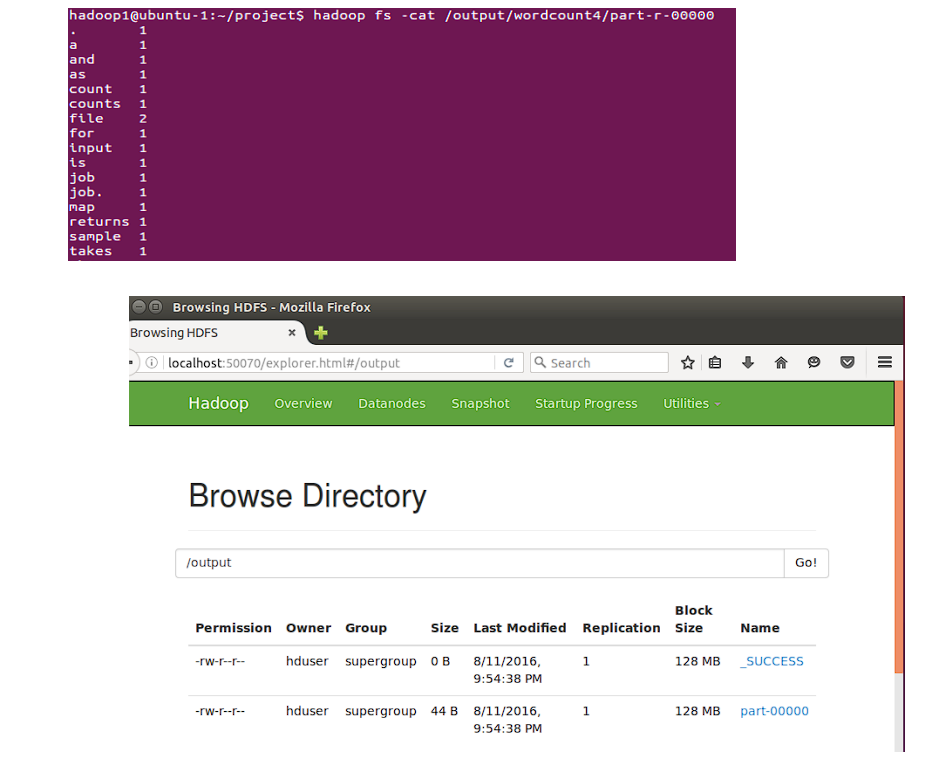 hadoop1@ubuntu-1:~/project$ hadoop fs -cat /output/wordcount4/part-r-00000
. 1
a 1
and 1
as 1
count 1
counts 1
file 2
for 1
input 1
is 1
job 1
job. 1
map 1
returns 1
sample 1
takes 1
Browsing HDFS - Mozilla Firefox
Browsing HDFS
localhost:50070/explorer.html#/output
Search
Hadoop Overview Datanodes Snapshot Startup Progress Utilities
Browse Directory
/output Go!
Permission Owner Group Size Last Modified Replication Block Size Name
-rw-r--r-- hduser supergroup 0 B 8/11/2016, 1 128 MB _SUCCESS
9:54:38 PM
-rw-r--r-- hduser supergroup 44 B 8/11/2016, 1 128 MB part-00000
9:54:38 PM